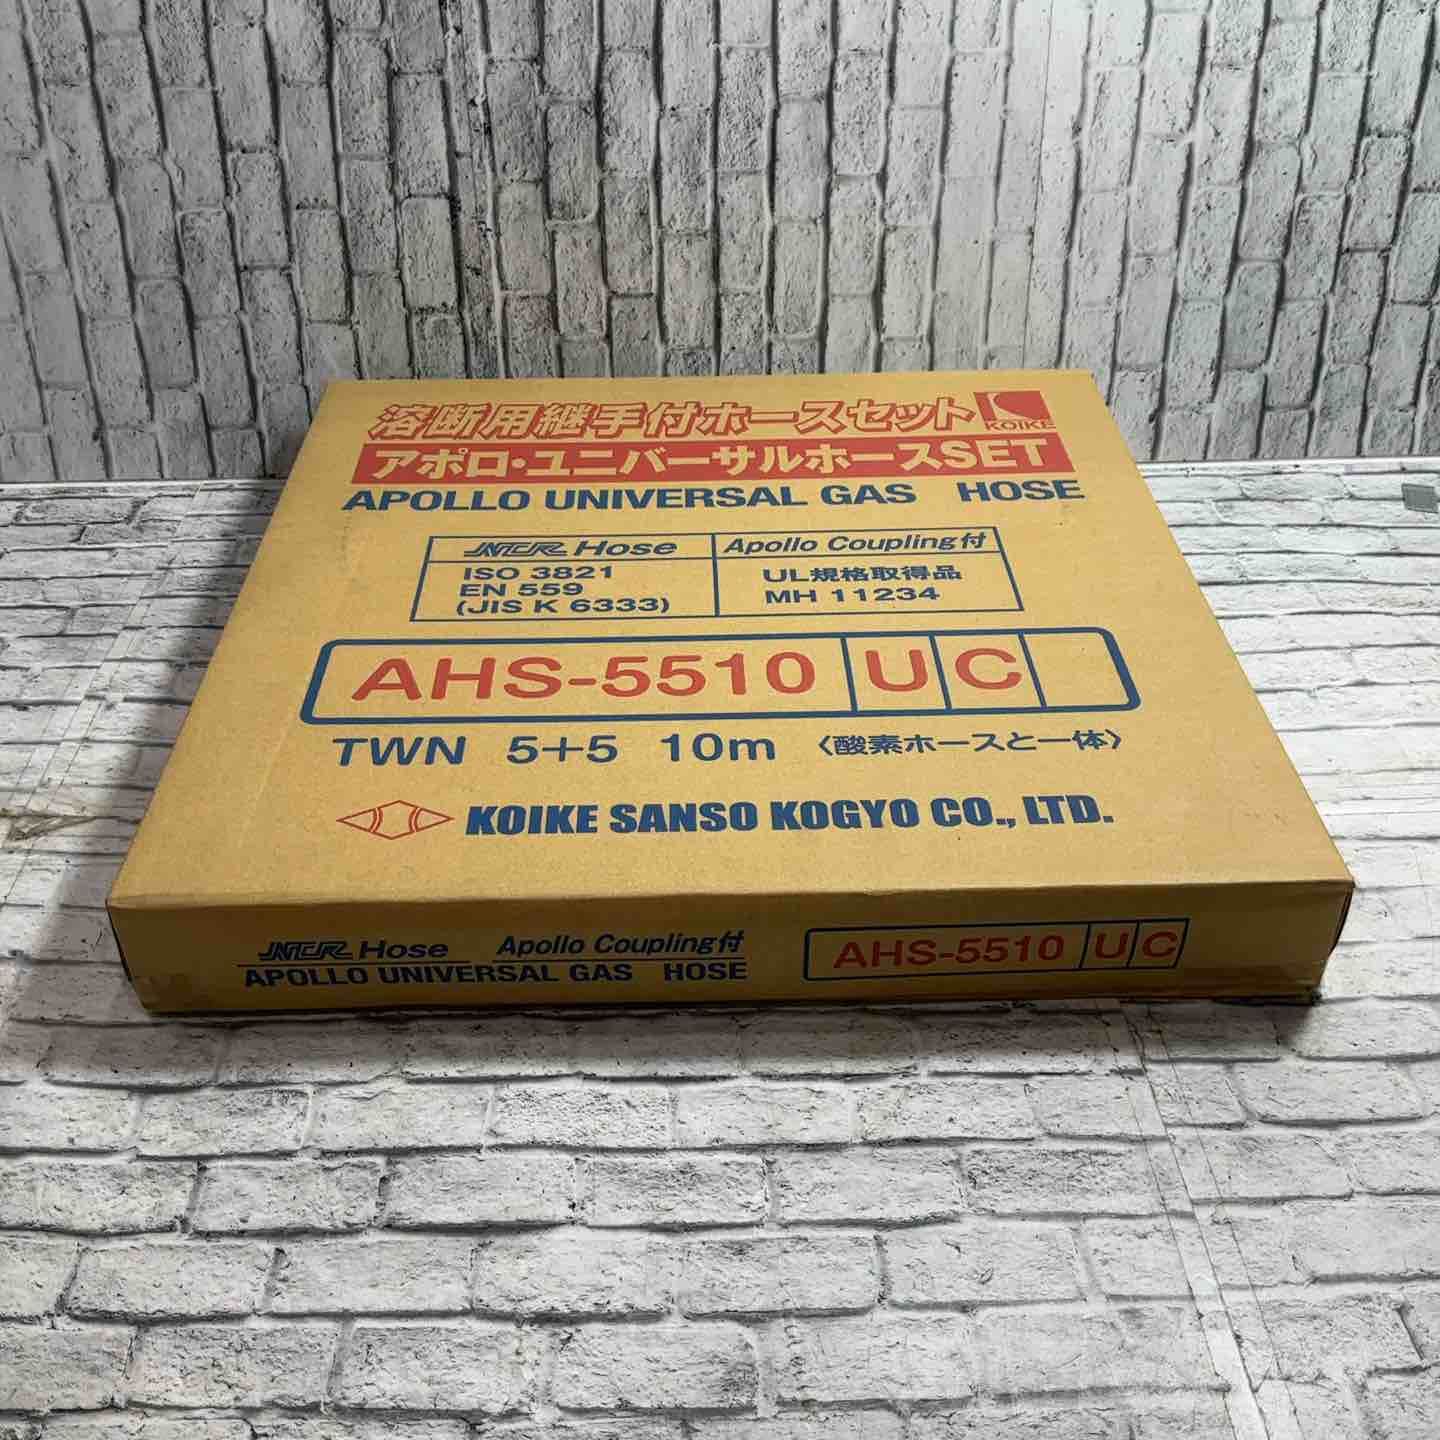 溶断用継手付ホースセット
KOIKE
アポロ・ユニバーサルホースSET
APOLLO UNIVERSAL GAS HOSE
NCR Hose
Apollo Coupling付
ISO 3821
EN 559
(JIS K 6333)
UL規格取得品
MH 11234
AHS-5510 U C
TWN 5+5 10m 〈酸素ホースと一体〉
KOIKE SANSO KOGYO CO., LTD.
NCR Hose Apollo Coupling付
APOLLO UNIVERSAL GAS HOSE
AHS-5510 U C